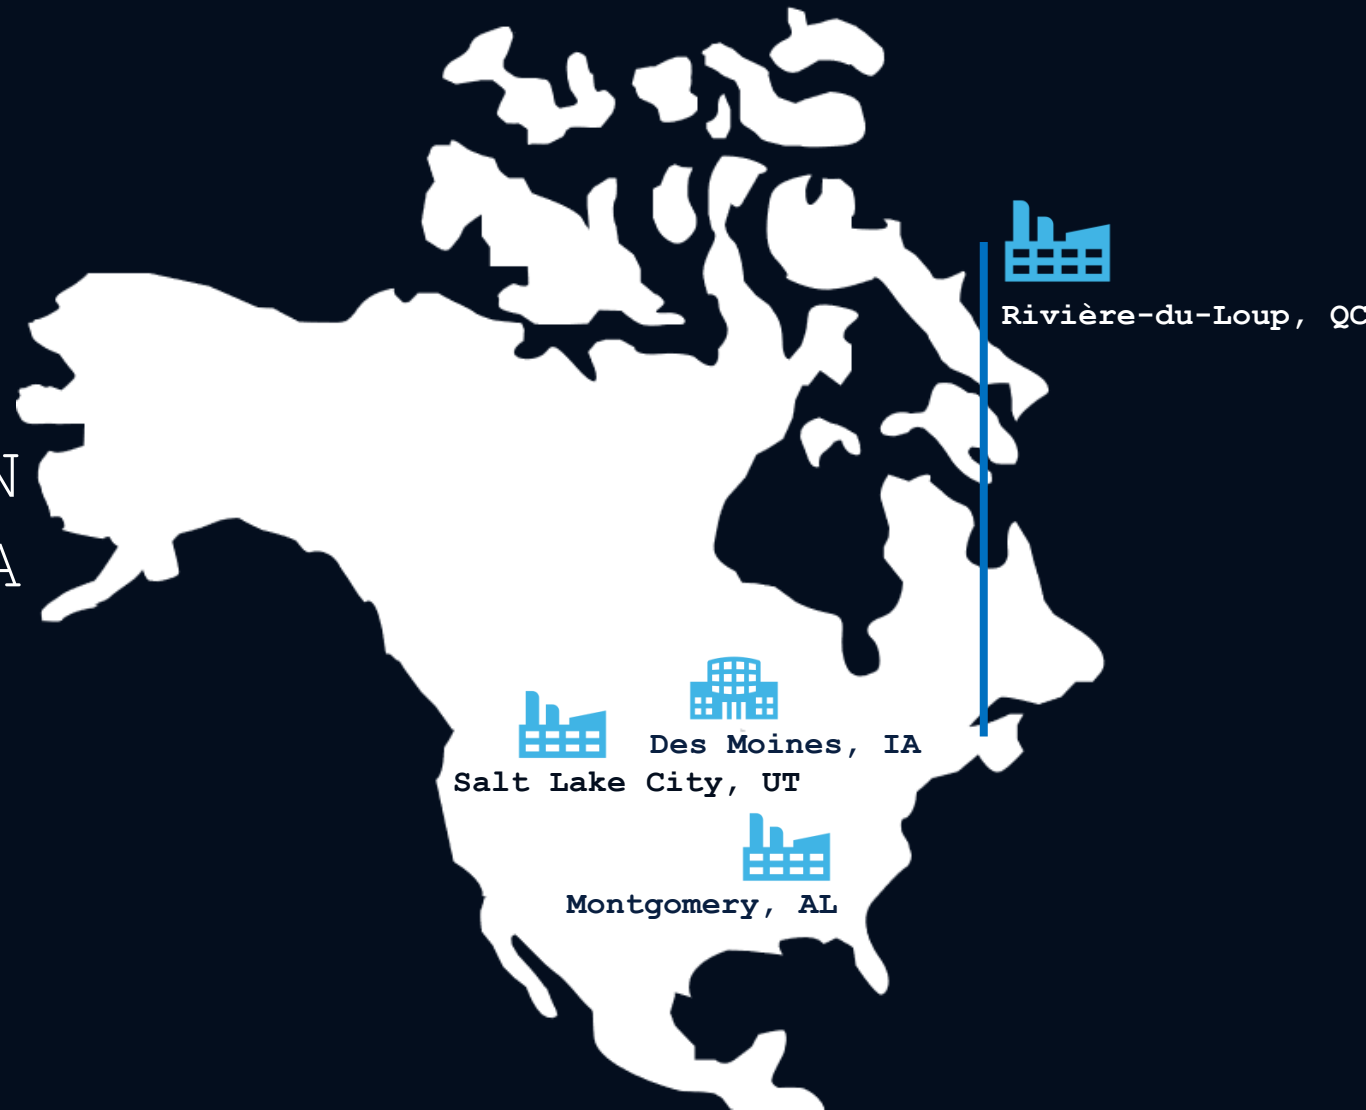 Rivière-du-Loup, QC
N
A
Des Moines, IA
Salt Lake City, UT
Montgomery, AL